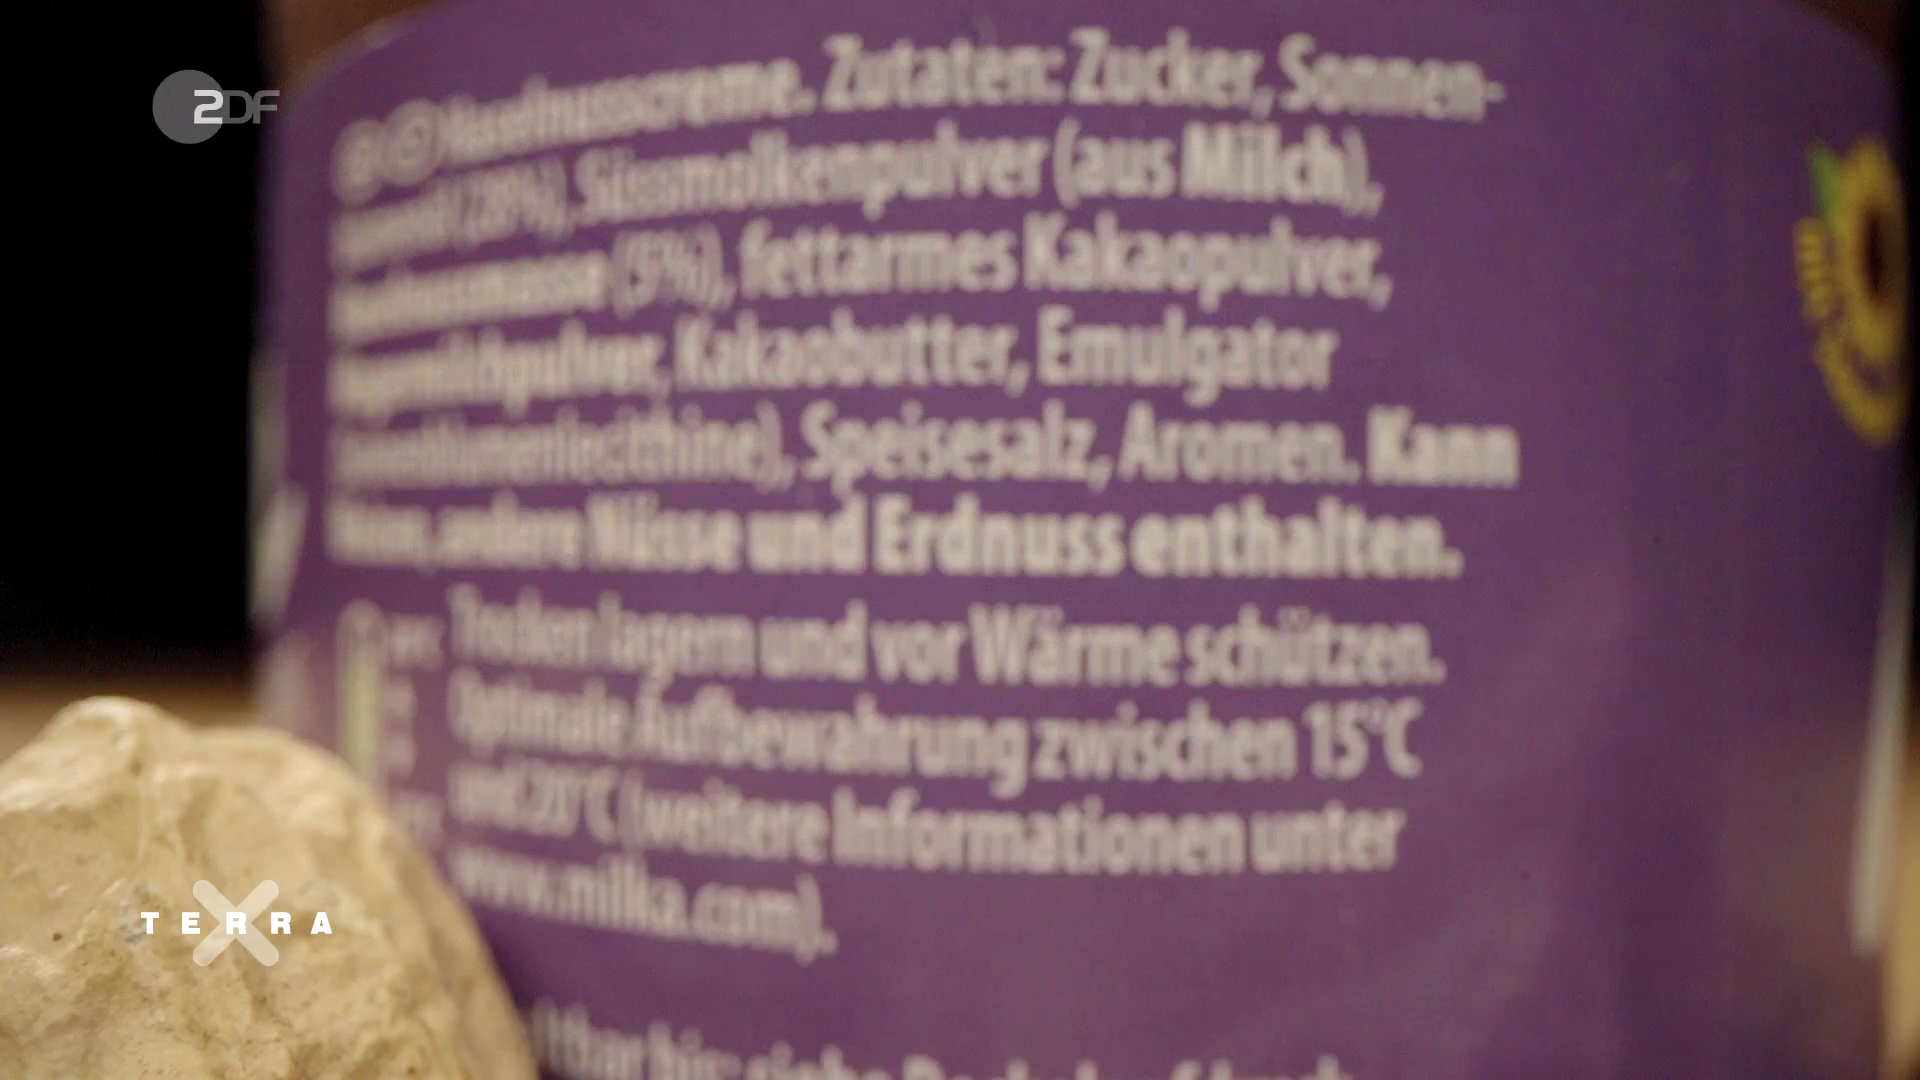 ZDF
Haselnusscreme. Zutaten: Zucker, Sonnen-
(28%), Süssmolkenpulver (aus Milch),
(5%), fettarmes Kakaopulver,
Kakaobutter, Emulgator
Speisesalz, Aromen. Kann
andere Nüsse und Erdnuss enthalten.
Trocken lagern und vor Wärme schützen.
Optimale Aufbewahrung zwischen 15°C
und 20°C (weitere Informationen unter
www.milka.com).
TERRA X